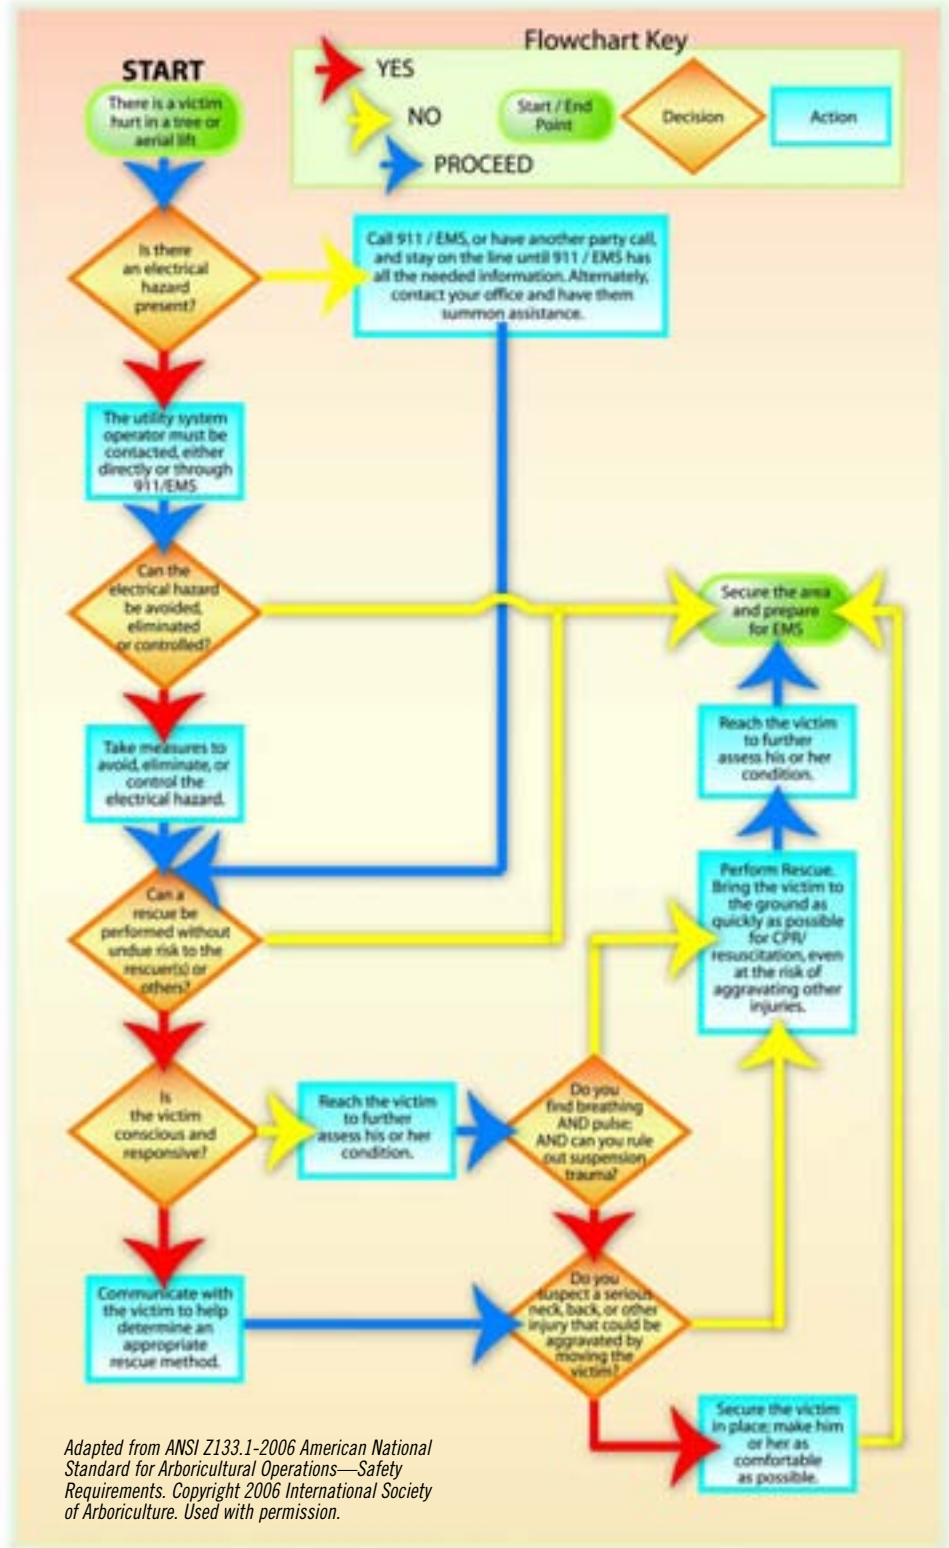 Flowchart Key
YES
NO
PROCEED
Start / End
Point
Decision
Action
START
There is a victim
hurt in a tree or
aerial lift
Is there
an electrical
hazard
present?
Call 911 / EMS, or have another party call,
and stay on the line until 911 / EMS has
all the needed information. Alternately,
contact your office and have them
summon assistance.
The utility system
operator must be
contacted, either
directly or through
911/EMS
Can the
electrical hazard
be avoided,
eliminated
or controlled?
Secure the area
and prepare
for EMS
Take measures to
avoid, eliminate, or
control the
electrical hazard.
Reach the victim
to further
assess his or her
condition.
Can a
rescue be
performed without
undue risk to the
rescuer(s) or
others?
Perform Rescue.
Bring the victim to
the ground as
quickly as possible
for CPR/
resuscitation, even
at the risk of
aggravating other
injuries.
Is
the victim
conscious and
responsive?
Reach the victim
to further
assess his or her
condition.
Do you
find breathing
AND pulse;
AND can you rule
out suspension
trauma?
Communicate with
the victim to help
determine an
appropriate
rescue method.
Do you
suspect a serious
neck, back, or other
injury that could be
aggravated by
moving the
victim?
Secure the victim
in place; make him
or her as
comfortable
as possible.
Adapted from ANSI Z133.1-2006 American National
Standard for Arboricultural Operations—Safety
Requirements. Copyright 2006 International Society
of Arboriculture. Used with permission.